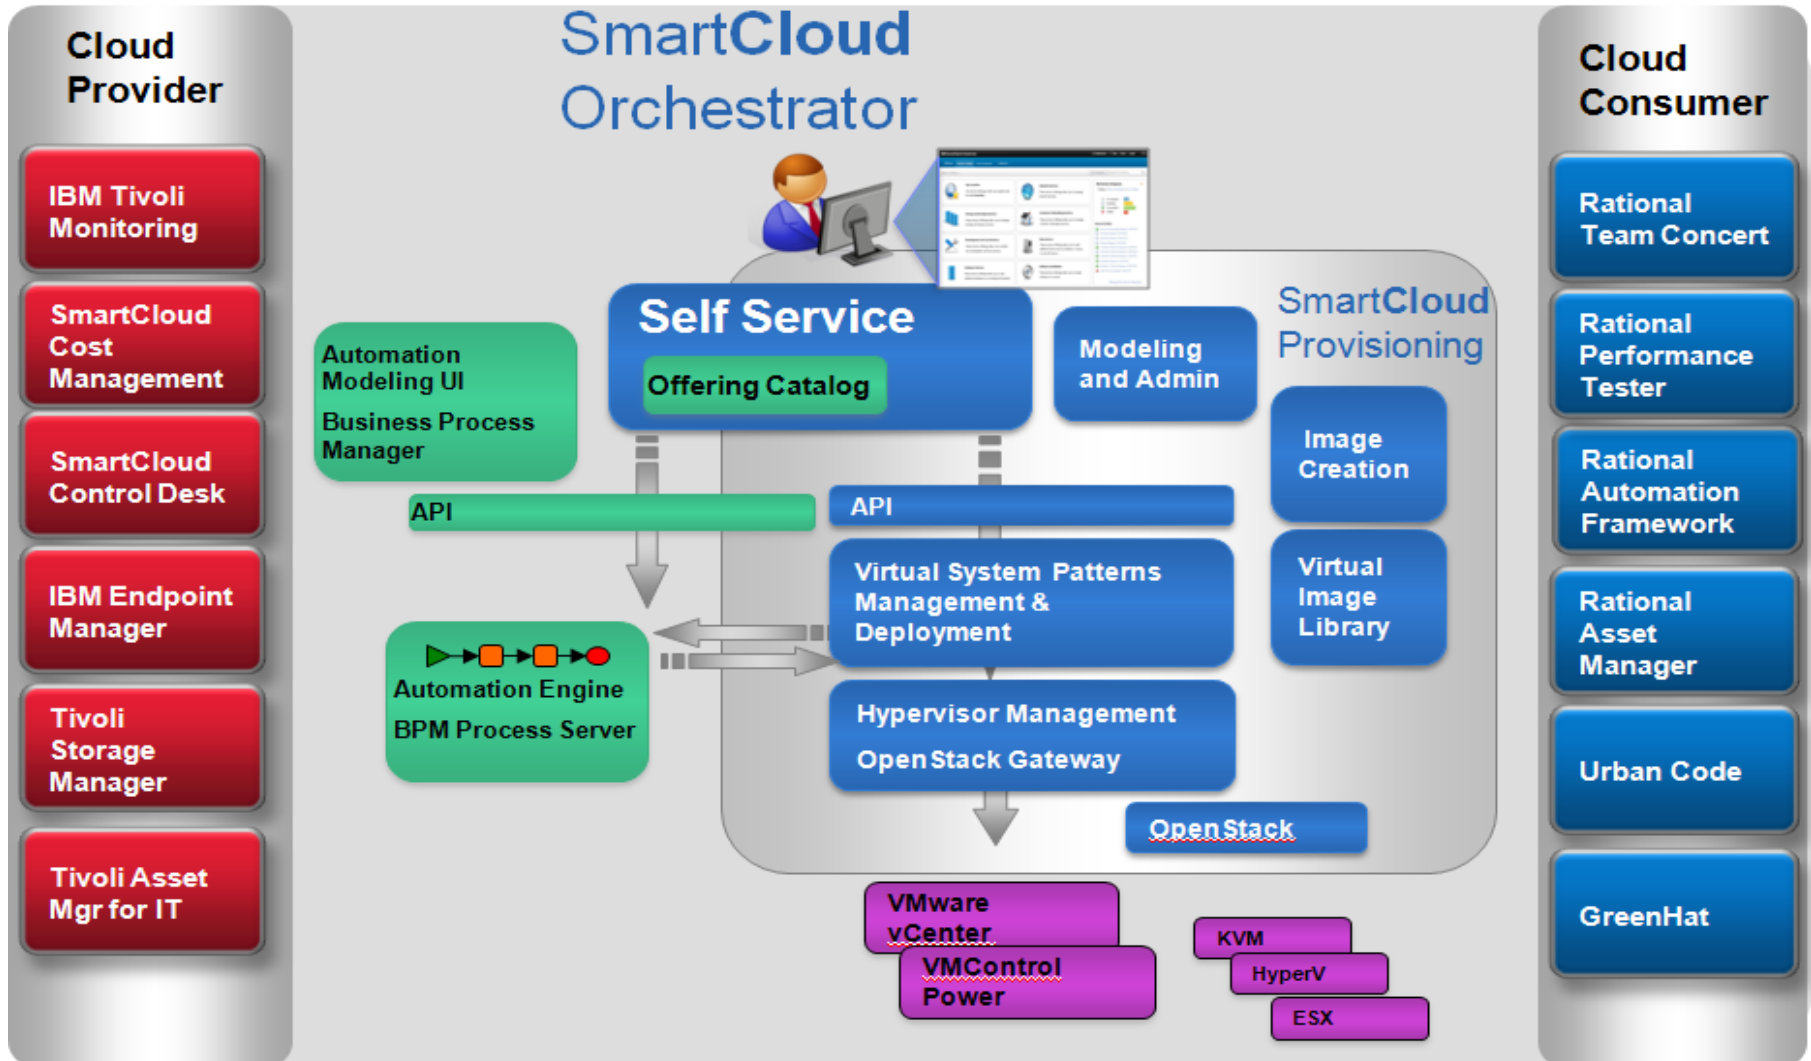 Cloud
Provider
IBM Tivoli
Monitoring
SmartCloud
Cost
Management
SmartCloud
Control Desk
IBM Endpoint
Manager
Tivoli
Storage
Manager
Tivoli Asset
Mgr for IT
SmartCloud
Orchestrator
Self Service
Offering Catalog
Automation
Modeling UI
Business Process
Manager
API
Automation Engine
BPM Process Server
Modeling
and Admin
SmartCloud
Provisioning
Image
Creation
Virtual
Image
Library
API
Virtual System Patterns
Management &
Deployment
Hypervisor Management
OpenStack Gateway
OpenStack
VMware
vCenter
VMControl
Power
KVM
HyperV
ESX
Cloud
Consumer
Rational
Team Concert
Rational
Performance
Tester
Rational
Automation
Framework
Rational
Asset
Manager
Urban Code
GreenHat